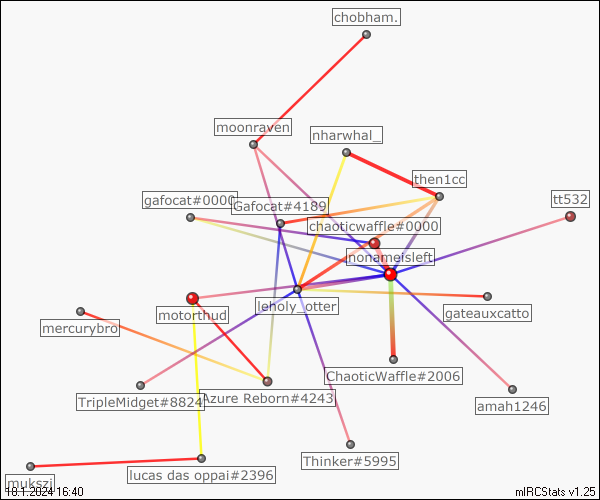 chobham.
moonraven
nharwhal_
then1cc
tt532
gafocat#0000
Gafocat#4189
chaoticwaffle#0000
nonameisleft
leholy_otter
gateauxcatto
motorthud
mercurybro
ChaoticWaffle#2006
TripleMidget#8824
Azure Reborn#4243
amah1246
Thinker#5995
lucas das oppai#2396
mukszi
10.1.2024 16:40
mIRCStats v1.25